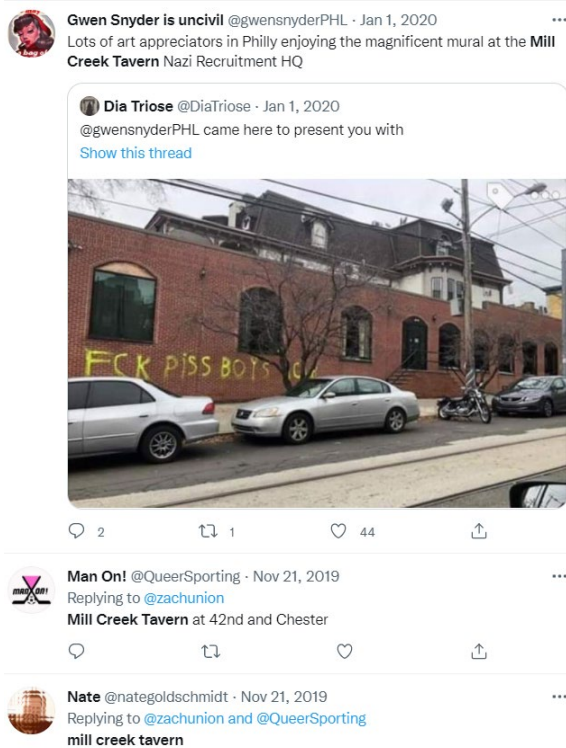 Gwen Snyder is uncivil @gwensnyderPHL · Jan 1, 2020
Lots of art appreciators in Philly enjoying the magnificent mural at the Mill
Creek Tavern Nazi Recruitment HQ
Dia Triose @DiaTriose · Jan 1, 2020
@gwensnyderPHL came here to present you with
Show this thread
FCK PISS BOYS
2 1 44
Man On! @QueerSporting · Nov 21, 2019
Replying to @zachunion
Mill Creek Tavern at 42nd and Chester
MAN ON!
Nate @nategoldschmidt · Nov 21, 2019
Replying to @zachunion and @QueerSporting
mill creek tavern